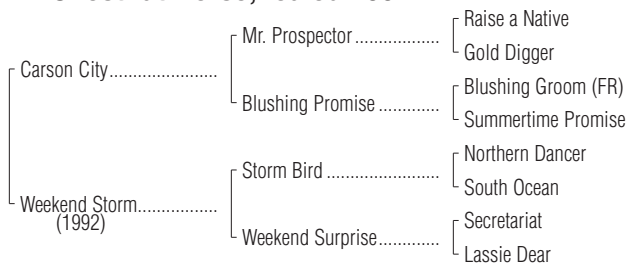 Raise a Native
Mr. Prospector ...................
Gold Digger
Carson City........................
Blushing Groom (FR)
Blushing Promise .............
Summertime Promise
Northern Dancer
Storm Bird .........................
South Ocean
Weekend Storm.................
(1992)
Secretariat
Weekend Surprise.............
Lassie Dear